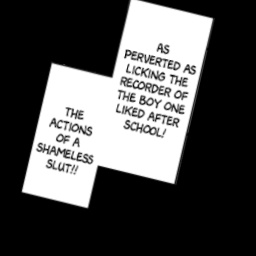 AS
PERVERTED AS
LICKING THE
RECORDER OF
THE BOY ONE
LIKED AFTER
SCHOOL!
THE
ACTIONS
OF A
SHAMELESS
SLUT!!